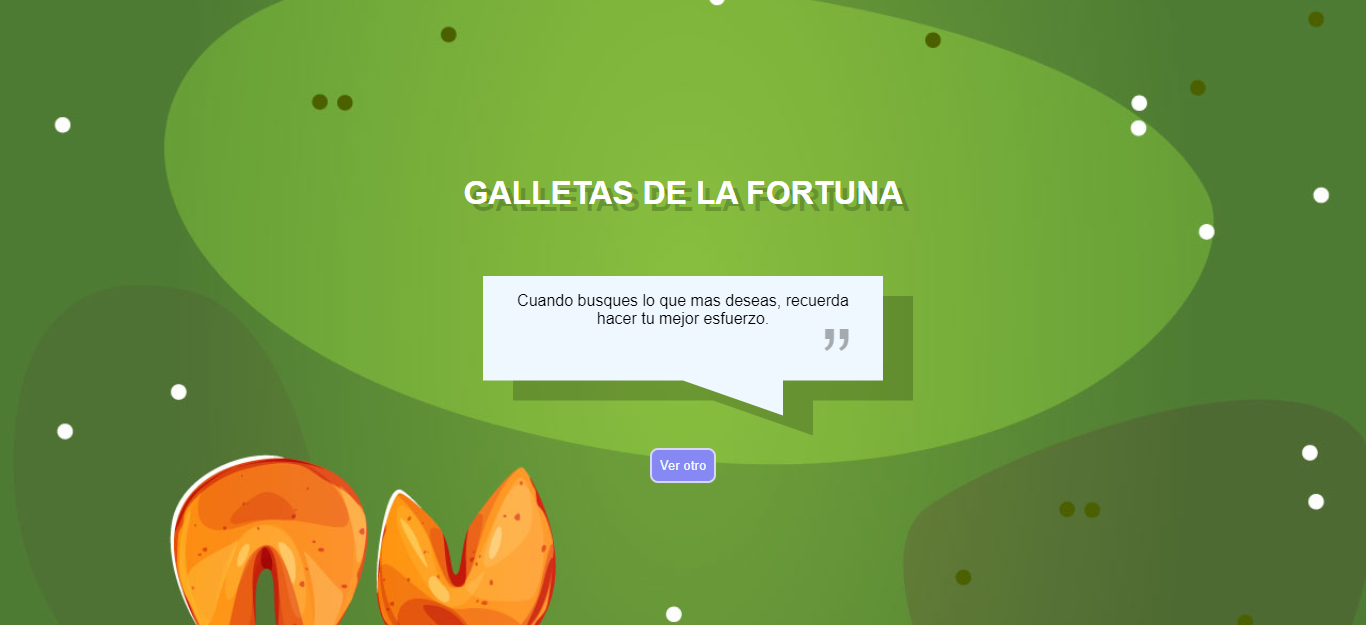 GALLETAS DE LA FORTUNA
Cuando busques lo que mas deseas, recuerda
hacer tu mejor esfuerzo.
”
Ver otro